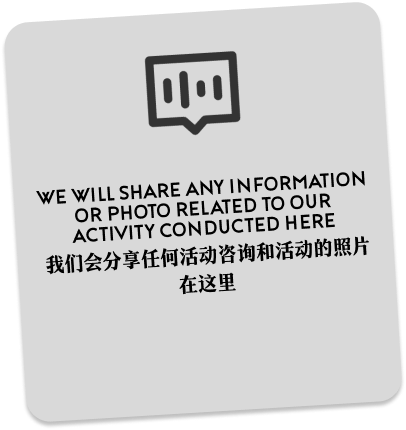 WE WILL SHARE ANY INFORMATION
OR PHOTO RELATED TO OUR
ACTIVITY CONDUCTED HERE
我们会分享任何活动咨询和活动的照片
在这里